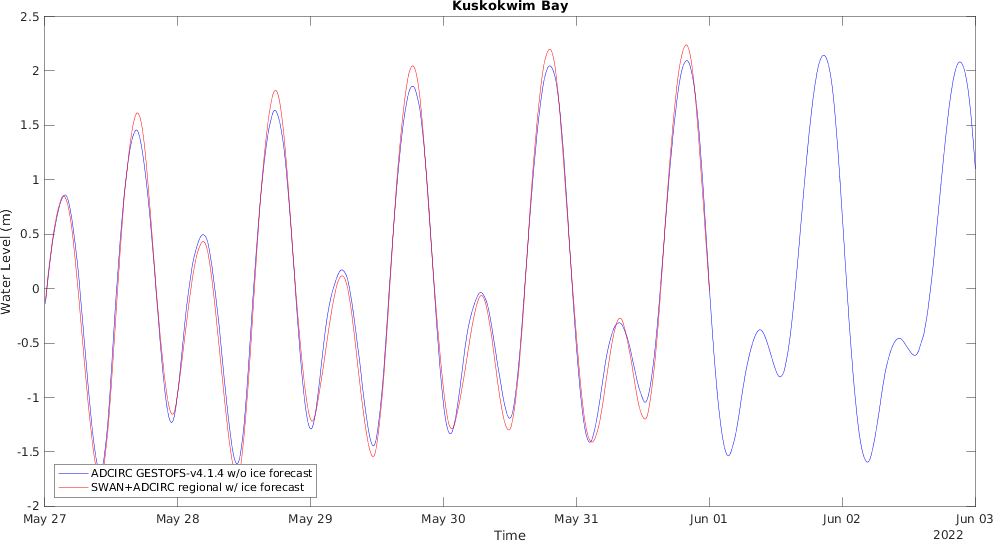 Kuskokwim Bay
2.5
2
1.5
1
0.5
0
-0.5
-1
-1.5
-2
Water Level (m)
ADCIRC GESTOFS-v4.1.4 w/o ice forecast
SWAN+ADCIRC regional w/ ice forecast
May 27 May 28 May 29 May 30 May 31 Jun 01 Jun 02 Jun 03
Time
2022